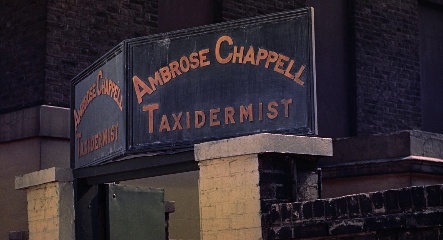 Ambrose Chappell
Taxidermist
Ambrose Chappell
Taxidermist